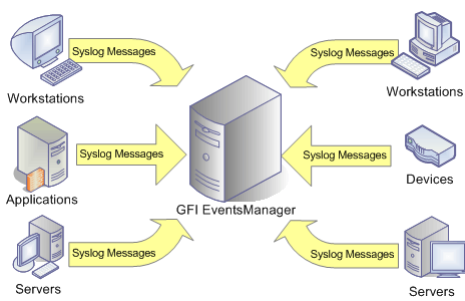 Syslog Messages
Syslog Messages
Workstations
Workstations
Syslog Messages
Syslog Messages
Applications
Devices
GFI EventsManager
Syslog Messages
Syslog Messages
Servers
Servers